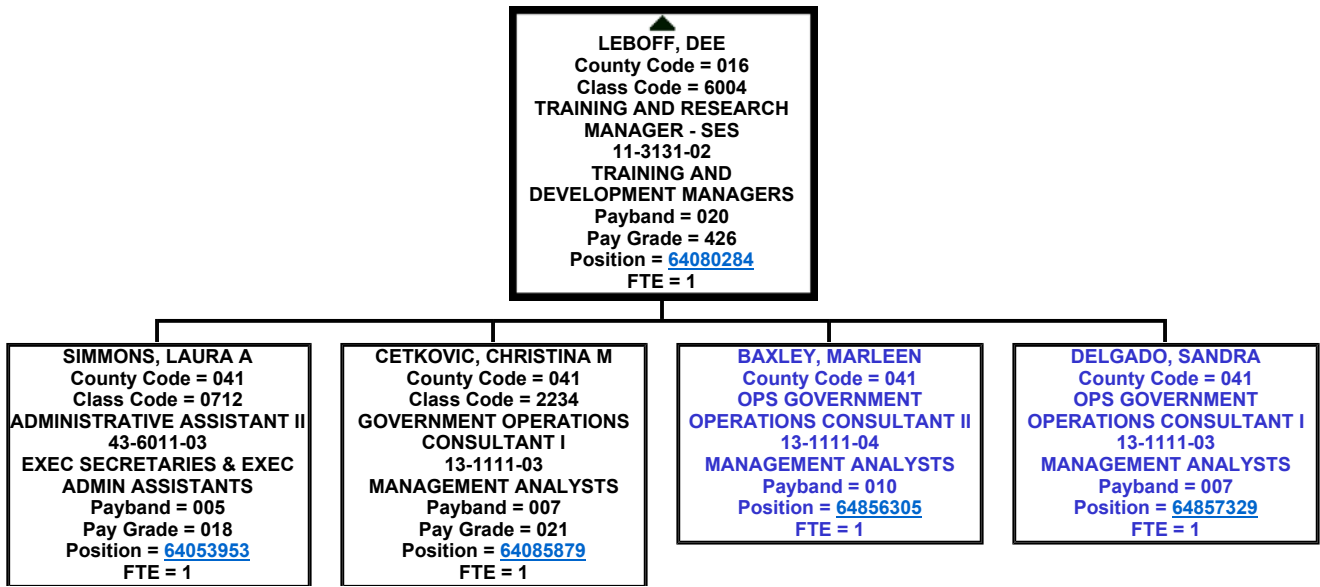 LEBOFF, DEE
County Code = 016
Class Code = 6004
TRAINING AND RESEARCH
MANAGER - SES
11-3131-02
TRAINING AND
DEVELOPMENT MANAGERS
Payband = 020
Pay Grade = 426
Position = 64080284
FTE = 1
SIMMONS, LAURA A
County Code = 041
Class Code = 0712
ADMINISTRATIVE ASSISTANT II
43-6011-03
EXEC SECRETARIES & EXEC
ADMIN ASSISTANTS
Payband = 005
Pay Grade = 018
Position = 64053953
FTE = 1
CETKOVIC, CHRISTINA M
County Code = 041
Class Code = 2234
GOVERNMENT OPERATIONS
CONSULTANT I
13-1111-03
MANAGEMENT ANALYSTS
Payband = 007
Pay Grade = 021
Position = 64085879
FTE = 1
BAXLEY, MARLEEN
County Code = 041
OPS GOVERNMENT
OPERATIONS CONSULTANT II
13-1111-04
MANAGEMENT ANALYSTS
Payband = 010
Position = 64856305
FTE = 1
DELGADO, SANDRA
County Code = 041
OPS GOVERNMENT
OPERATIONS CONSULTANT I
13-1111-03
MANAGEMENT ANALYSTS
Payband = 007
Position = 64857329
FTE = 1